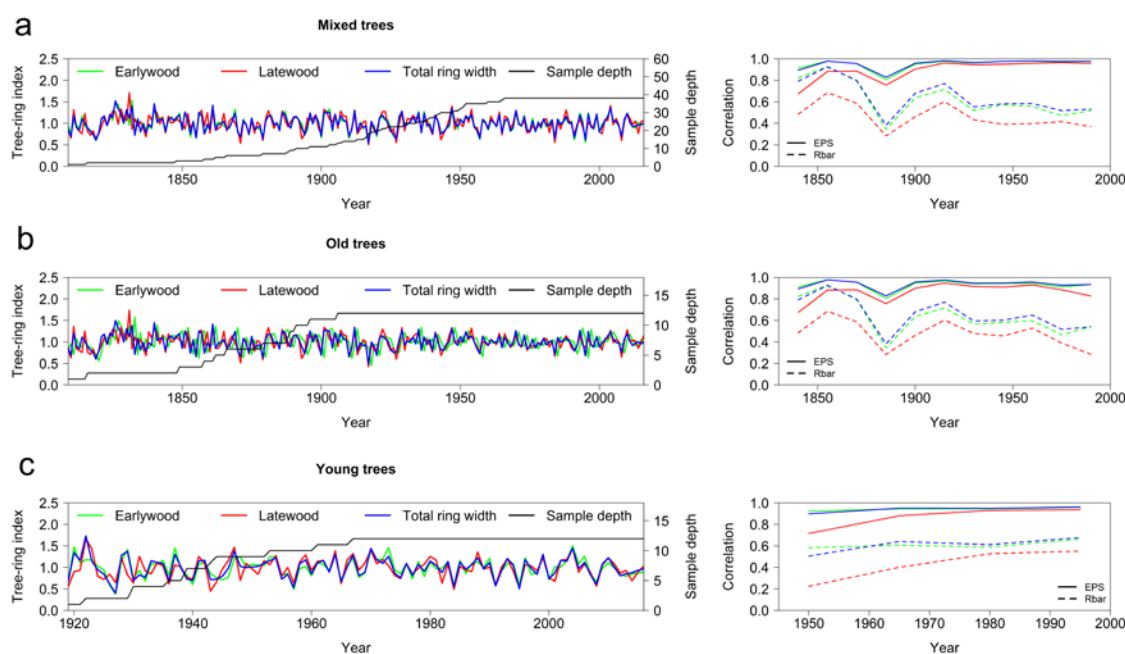 a
Mixed trees
Earlywood Latewood Total ring width Sample depth
Tree-ring index
0.0 0.5 1.0 1.5 2.0 2.5
1850 1900 1950 2000
Year
0 10 20 30 40 50 60
Sample depth
Correlation
0.0 0.2 0.4 0.6 0.8 1.0
EPS
Rbar
1850 1900 1950 2000
Year
b
Old trees
Earlywood Latewood Total ring width Sample depth
Tree-ring index
0.0 0.5 1.0 1.5 2.0 2.5
1850 1900 1950 2000
Year
0 5 10 15
Sample depth
Correlation
0.0 0.2 0.4 0.6 0.8 1.0
EPS
Rbar
1850 1900 1950 2000
Year
c
Young trees
Earlywood Latewood Total ring width Sample depth
Tree-ring index
0.0 0.5 1.0 1.5 2.0 2.5
1920 1940 1960 1980 2000
Year
0 5 10 15
Sample depth
Correlation
0.0 0.2 0.4 0.6 0.8 1.0
EPS
Rbar
1950 1960 1970 1980 1990 2000
Year